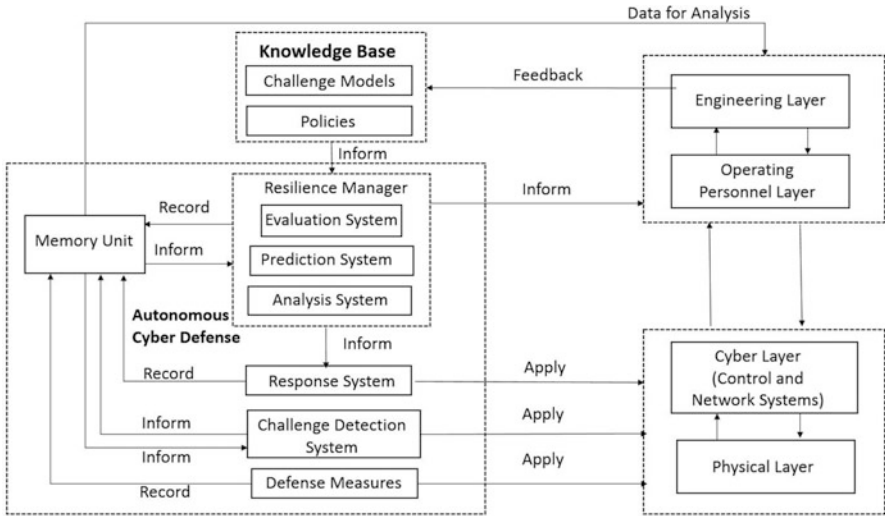 Data for Analysis
Knowledge Base
Challenge Models
Policies
Feedback
Engineering Layer
Operating
Personnel Layer
Inform
Resilience Manager
Inform
Record
Evaluation System
Memory Unit
Inform
Prediction System
Analysis System
Autonomous
Cyber Defense
Inform
Record
Response System
Apply
Cyber Layer
(Control and
Network Systems)
Inform
Challenge Detection
System
Apply
Inform
Physical Layer
Record
Defense Measures
Apply